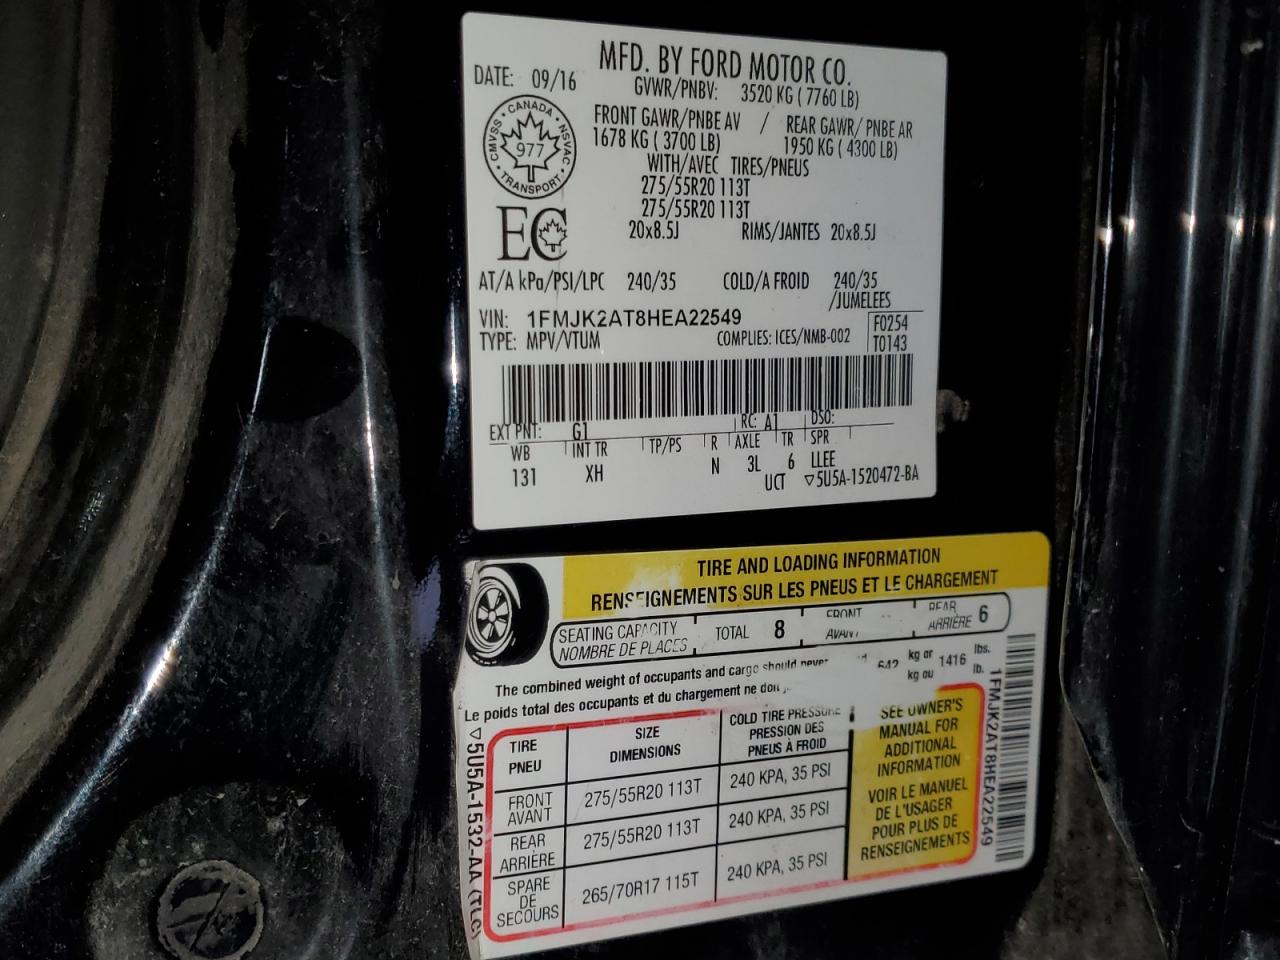 MFD. BY FORD MOTOR CO.
DATE: 09/16
GVWR/PNBV: 3520 KG ( 7760 LB)
FRONT GAWR/PNBE AV / REAR GAWR/ PNBE AR
1678 KG ( 3700 LB) 1950 KG ( 4300 LB)
WITH/AVEC TIRES/PNEUS
275/55R20 113T
275/55R20 113T
20x8.5J RIMS/JANTES 20x8.5J
CANADA
CMVSS NSVAC
977
TRANSPORT
EC
AT/A kPa/PSI/LPC 240/35 COLD/A FROID 240/35
/JUMELEES
VIN: 1FMJK2AT8HEA22549
TYPE: MPV/VTUM COMPLIES: ICES/NMB-002
F0254
T0143
EXT PNT: G1 RC: A1 DSO:
WB INT TR TP/PS R AXLE TR SPR
131 XH N 3L 6 LLEE
UCT ▽5U5A-1520472-BA
TIRE AND LOADING INFORMATION
RENSEIGNEMENTS SUR LES PNEUS ET LE CHARGEMENT
SEATING CAPACITY TOTAL 8 FRONT REAR 6
NOMBRE DE PLACES AVANT ARRIÈRE
The combined weight of occupants and cargo should never 642 kg or 1416 lbs.
Le poids total des occupants et du chargement ne doit kg ou lb.
TIRE SIZE COLD TIRE PRESSURE
PNEU DIMENSIONS PRESSION DES
PNEUS À FROID
FRONT 275/55R20 113T 240 KPA, 35 PSI
AVANT
REAR 275/55R20 113T 240 KPA, 35 PSI
ARRIÈRE
SPARE 265/70R17 115T 240 KPA, 35 PSI
DE
SECOURS
SEE OWNER'S
MANUAL FOR
ADDITIONAL
INFORMATION
VOIR LE MANUEL
DE L'USAGER
POUR PLUS DE
RENSEIGNEMENTS
▽5U5A-1532-AA (TLC)
1FMJK2AT8HEA22549